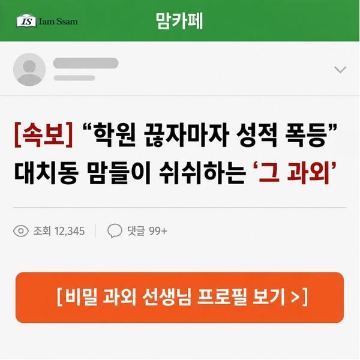 IS Iam Ssam
맘카페
[속보] “학원 끊자마자 성적 폭등”
대치동 맘들이 쉬쉬하는 ‘그 과외’
조회 12,345 댓글 99+
[비밀 과외 선생님 프로필 보기 >]